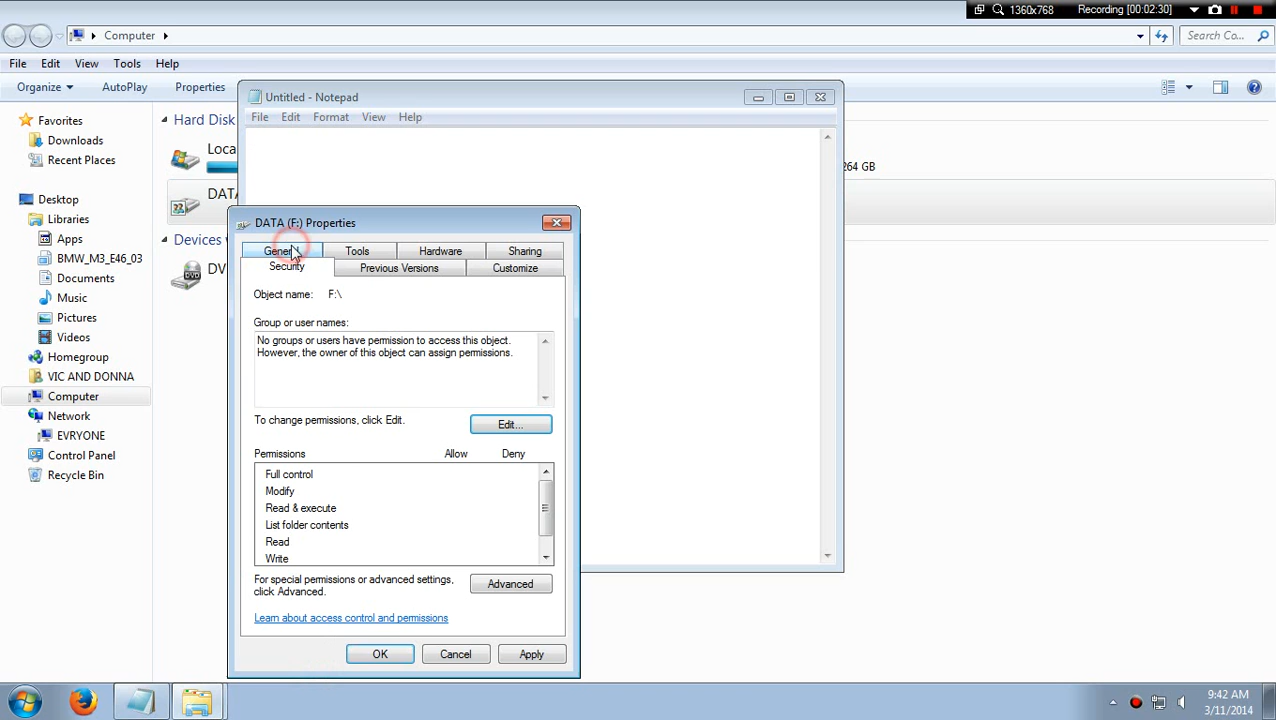 1360x768 Recording [00:02:30]
Computer
Search Co...
File Edit View Tools Help
Organize AutoPlay Properties
Untitled - Notepad
File Edit Format View Help
Favorites
Downloads
Recent Places
Desktop
Libraries
Apps
BMW_M3_E46_03
Documents
Music
Pictures
Videos
Homegroup
VIC AND DONNA
Computer
Network
EVRYONE
Control Panel
Recycle Bin
Hard Disk
Loca
264 GB
DATA
Devices
DV
DATA (F:) Properties
General Tools Hardware Sharing
Security Previous Versions Customize
Object name: F:\
Group or user names:
No groups or users have permission to access this object.
However, the owner of this object can assign permissions.
To change permissions, click Edit.
Edit...
Permissions Allow Deny
Full control
Modify
Read & execute
List folder contents
Read
Write
For special permissions or advanced settings,
click Advanced.
Advanced
Learn about access control and permissions
OK Cancel Apply
9:42 AM
3/11/2014